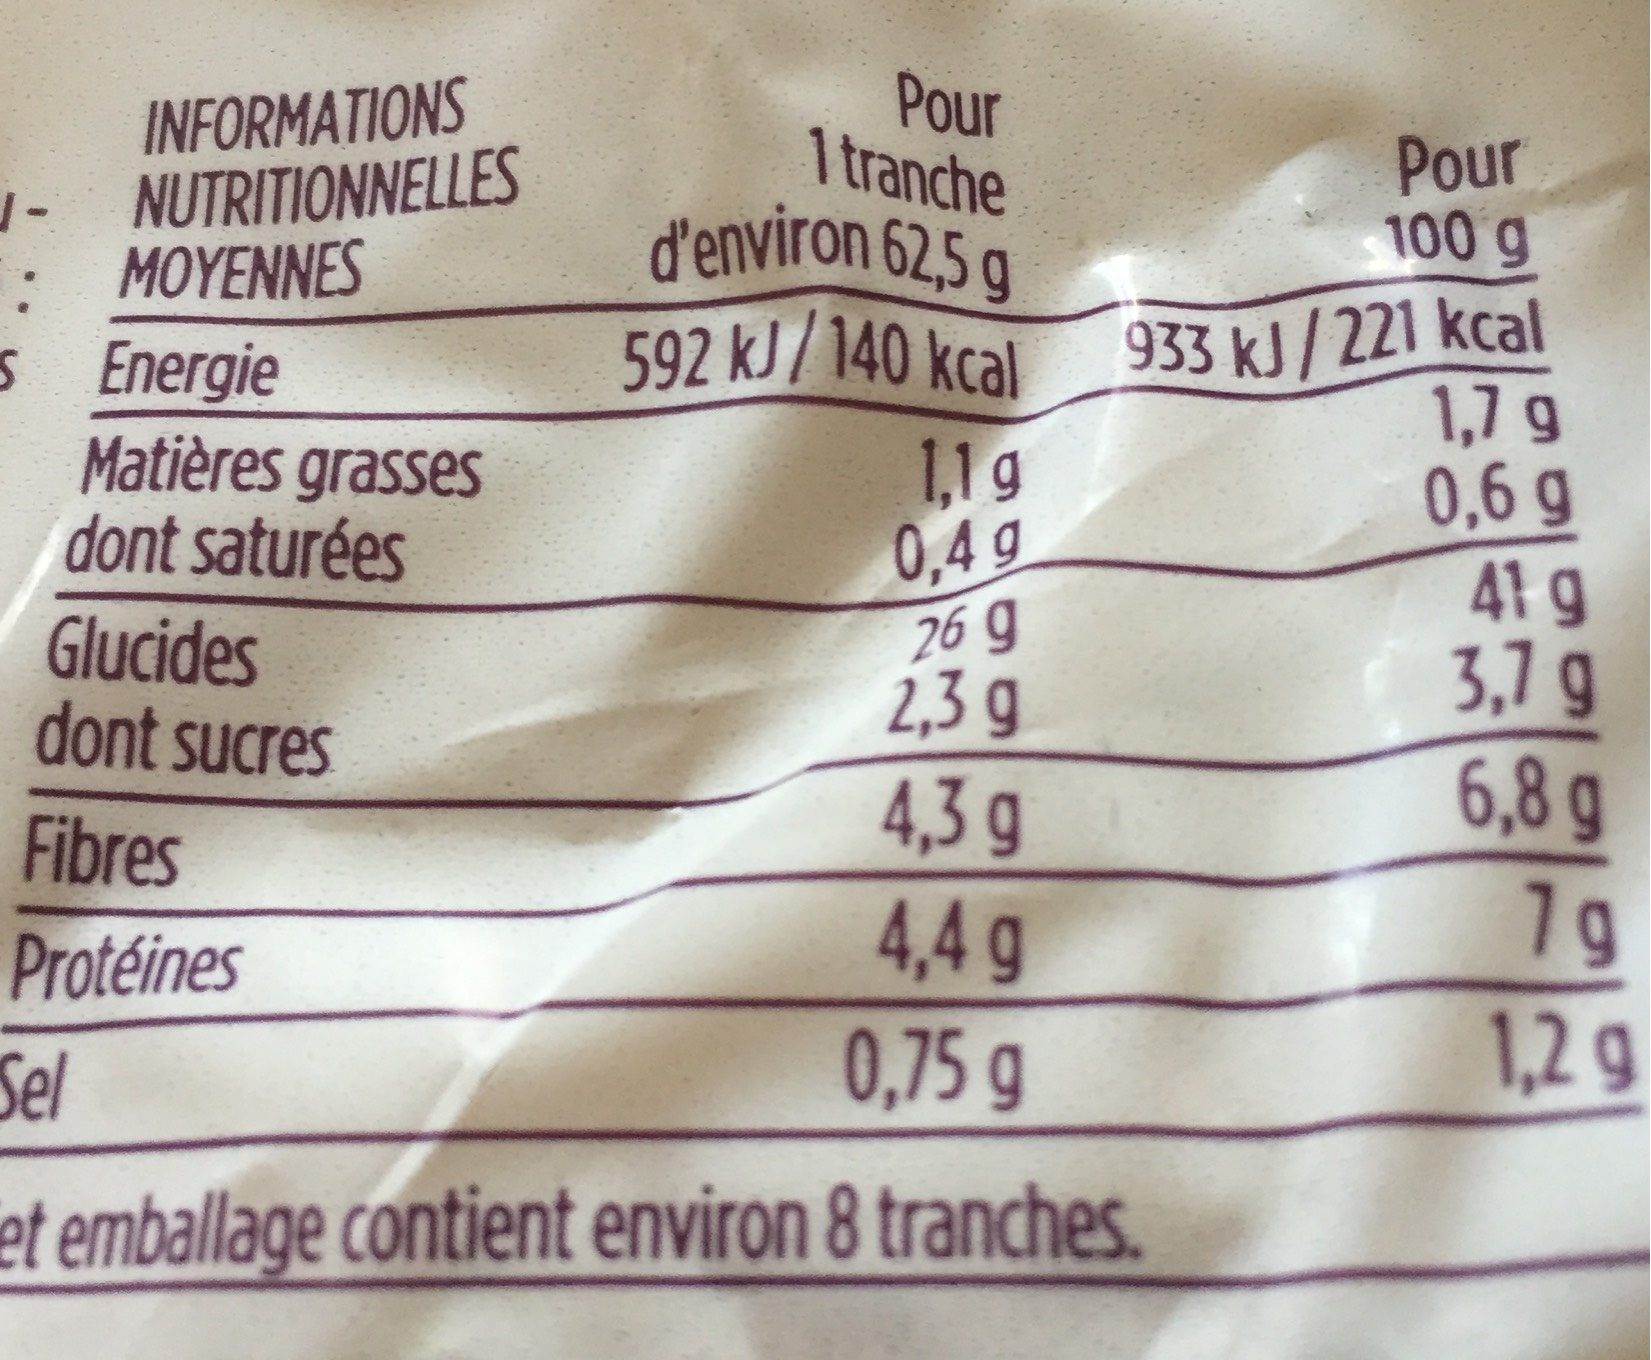 INFORMATIONS
NUTRITIONNELLES
MOYENNES
Pour
1 tranche
d'environ 62,5 g
Pour
100 g
Energie 592 kJ / 140 kcal 933 kJ / 221 kcal
Matières grasses 1,1 g 1,7 g
dont saturées 0,4 g 0,6 g
Glucides 26 g 41 g
dont sucres 2,3 g 3,7 g
Fibres 4,3 g 6,8 g
Protéines 4,4 g 7 g
Sel 0,75 g 1,2 g
et emballage contient environ 8 tranches.